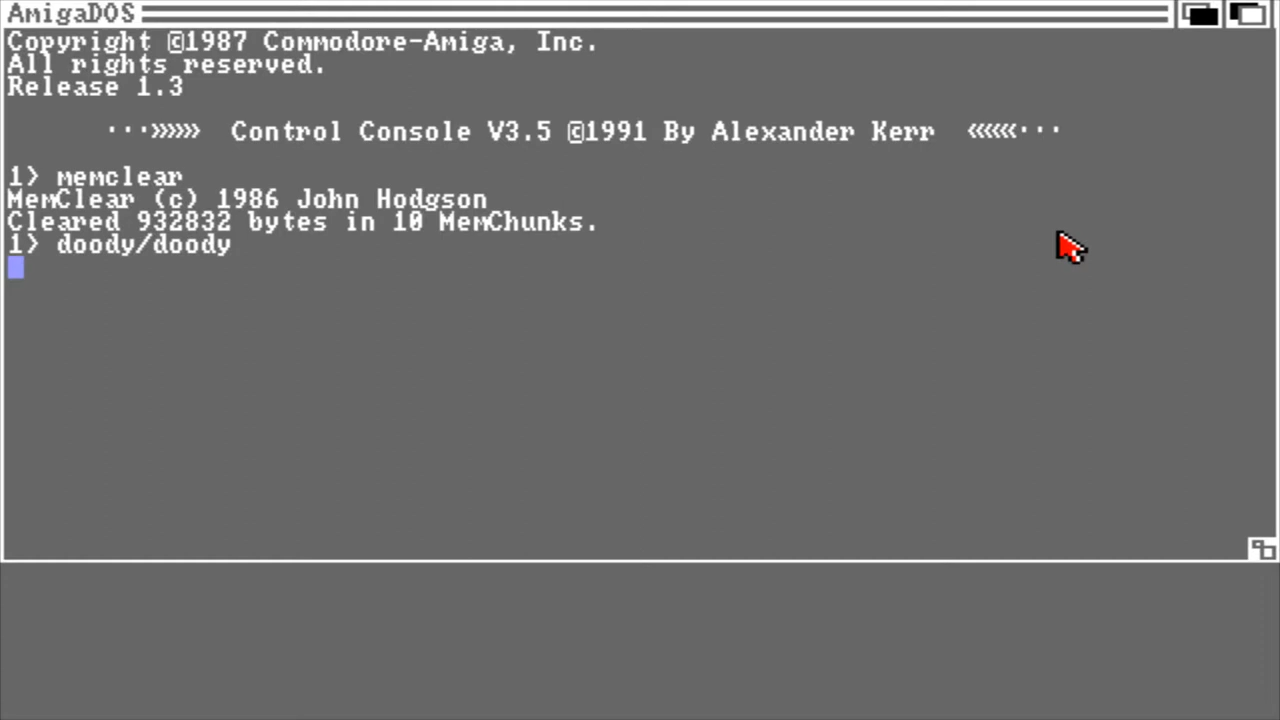 AmigaDOS
Copyright ©1987 Commodore-Amiga, Inc.
All rights reserved.
Release 1.3
···»»» Control Console V3.5 ©1991 By Alexander Kerr «««···
1> memclear
MemClear (c) 1986 John Hodgson
Cleared 932832 bytes in 10 MemChunks.
1> doody/doody